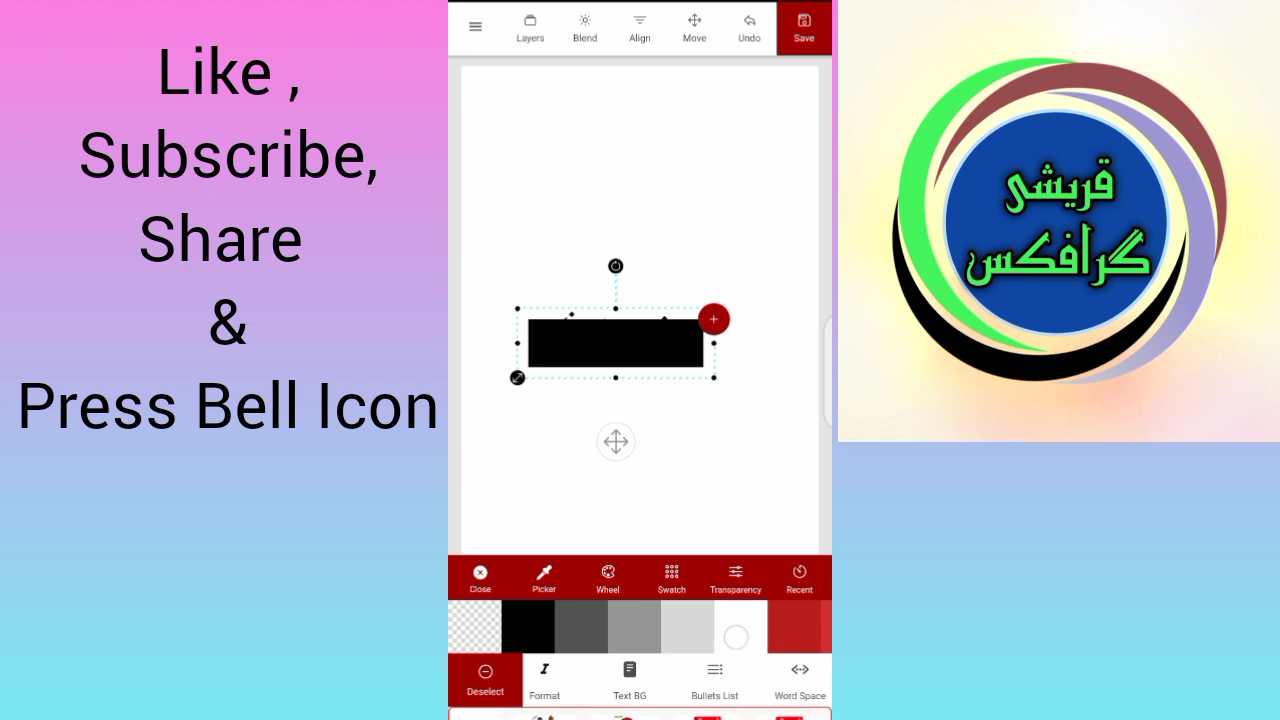 Like ,
Subscribe,
Share
&
Press Bell Icon
Layers
Blend
Align
Move
Undo
Save
Close
Picker
Wheel
Swatch
Transparency
Recent
Deselect
Format
Text BG
Bullets List
Word Space
قریشی
گرافکس